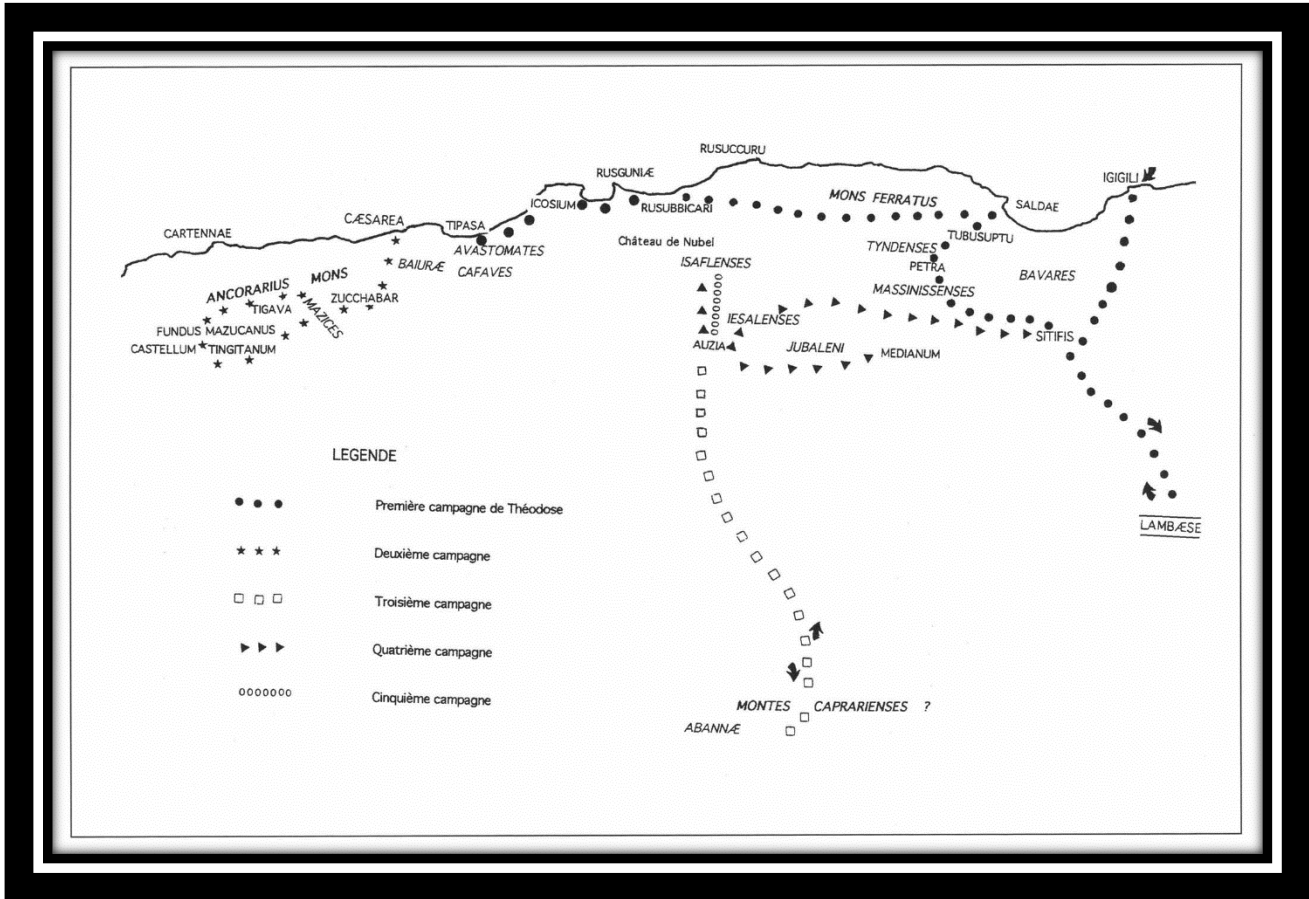 RUSUCCURU
RUSGUNIÆ
IGIGILI
ICOSIUM
RUSUBBICARI
MONS FERRATUS
SALDAE
CÆSAREA
TIPASA
CARTENNAE
AVASTOMATES
CAFAVES
BAIURÆ
Château de Nubel
TYNDENSES
TUBUSUPTU
ISAFLENSES
PETRA
BAVARES
MASSINISSENSES
ANCORARIUS MONS
ZUCCHABAR
TIGAVA
MAZICES
FUNDUS MAZUCANUS
CASTELLUM TINGITANUM
IESALENSES
AUZIA
JUBALENI
MEDIANUM
SITIFIS
LAMBÆSE
LEGENDE
Première campagne de Théodose
Deuxième campagne
Troisième campagne
Quatrième campagne
Cinquième campagne
MONTES CAPRARIENSES ?
ABANNÆ